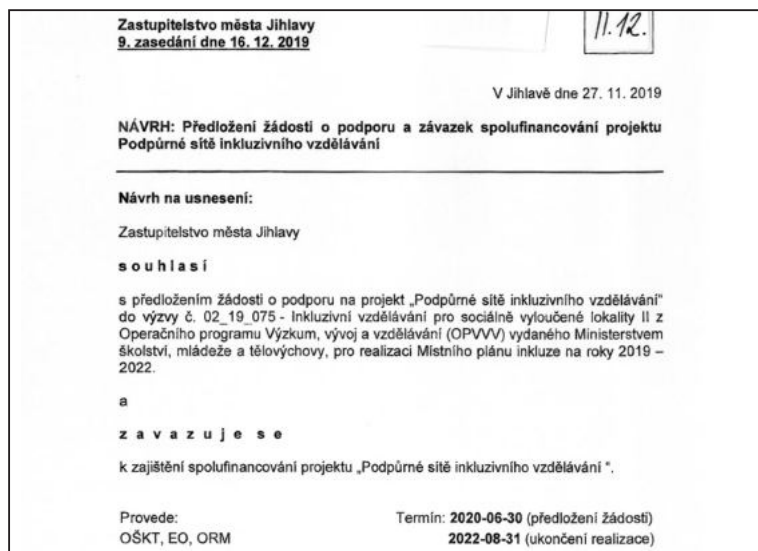 Zastupitelstvo města Jihlavy
9. zasedání dne 16. 12. 2019
II.12.
V Jihlavě dne 27. 11. 2019
NÁVRH: Předložení žádosti o podporu a závazek spolufinancování projektu
Podpůrné sítě inkluzivního vzdělávání
Návrh na usnesení:
Zastupitelstvo města Jihlavy
s o u h l a s í
s předložením žádosti o podporu na projekt „Podpůrné sítě inkluzivního vzdělávání"
do výzvy č. 02_19_075 - Inkluzivní vzdělávání pro sociálně vyloučené lokality II z
Operačního programu Výzkum, vývoj a vzdělávání (OPVVV) vydaného Ministerstvem
školství, mládeže a tělovýchovy, pro realizaci Místního plánu inkluze na roky 2019 –
2022.
a
z a v a z u j e  s e
k zajištění spolufinancování projektu „Podpůrné sítě inkluzivního vzdělávání ".
Provede: Termín: 2020-06-30 (předložení žádosti)
OŠKT, EO, ORM 2022-08-31 (ukončení realizace)